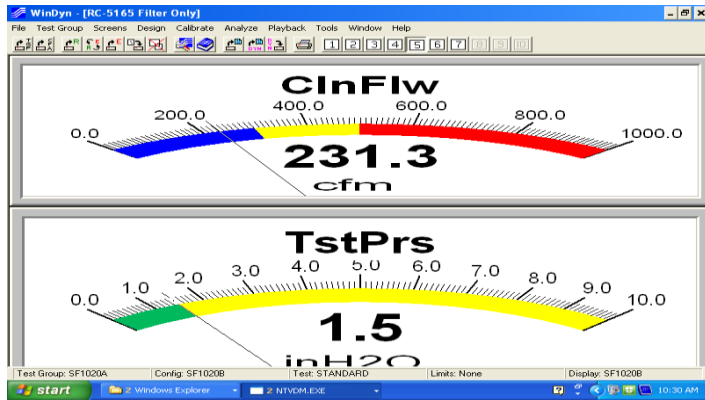 WinDyn - [RC-5165 Filter Only]
File Test Group Screens Design Calibrate Analyze Playback Tools Window Help
1 2 3 4 5 6 7 8 9 10
ClnFlw
0.0 200.0 400.0 600.0 800.0 1000.0
231.3
cfm
TstPrs
0.0 1.0 2.0 3.0 4.0 5.0 6.0 7.0 8.0 9.0 10.0
1.5
inH2O
Test Group: SF1020A Config: SF1020B Test: STANDARD Limits: None Display: SF1020B
start 2 Windows Explorer 2 NTVDM.EXE 10:30 AM